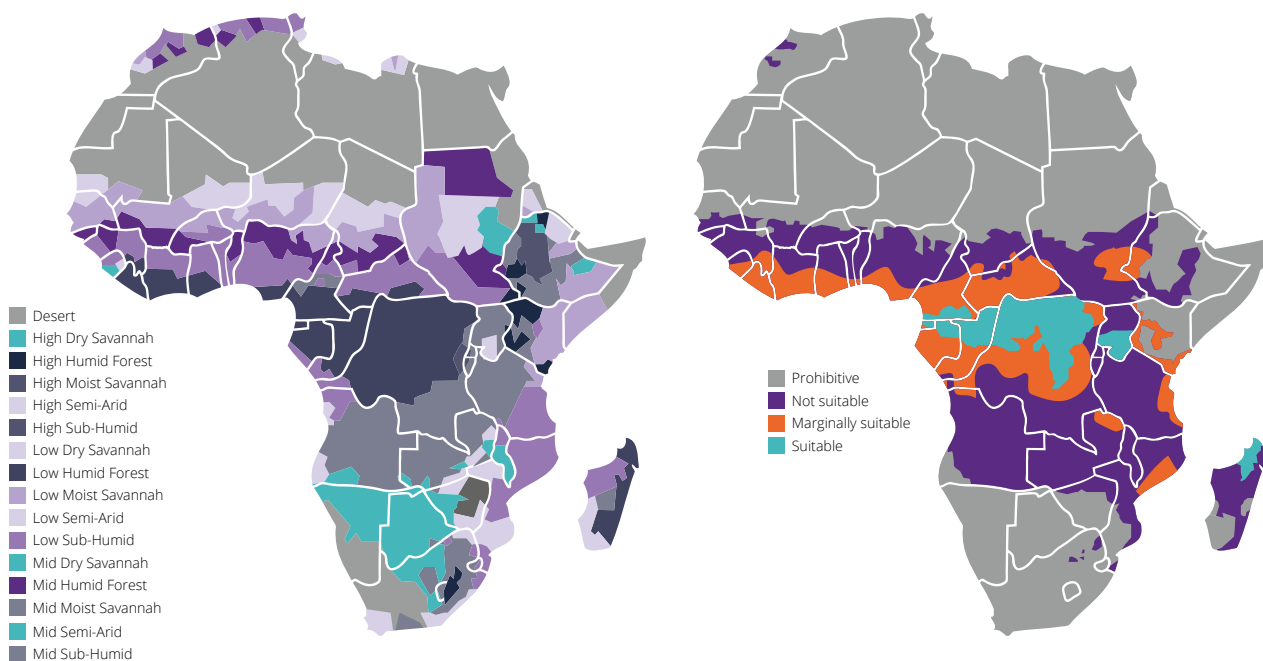 Desert
High Dry Savannah
High Humid Forest
High Moist Savannah
High Semi-Arid
High Sub-Humid
Low Dry Savannah
Low Humid Forest
Low Moist Savannah
Low Semi-Arid
Low Sub-Humid
Mid Dry Savannah
Mid Humid Forest
Mid Moist Savannah
Mid Semi-Arid
Mid Sub-Humid
Prohibitive
Not suitable
Marginally suitable
Suitable